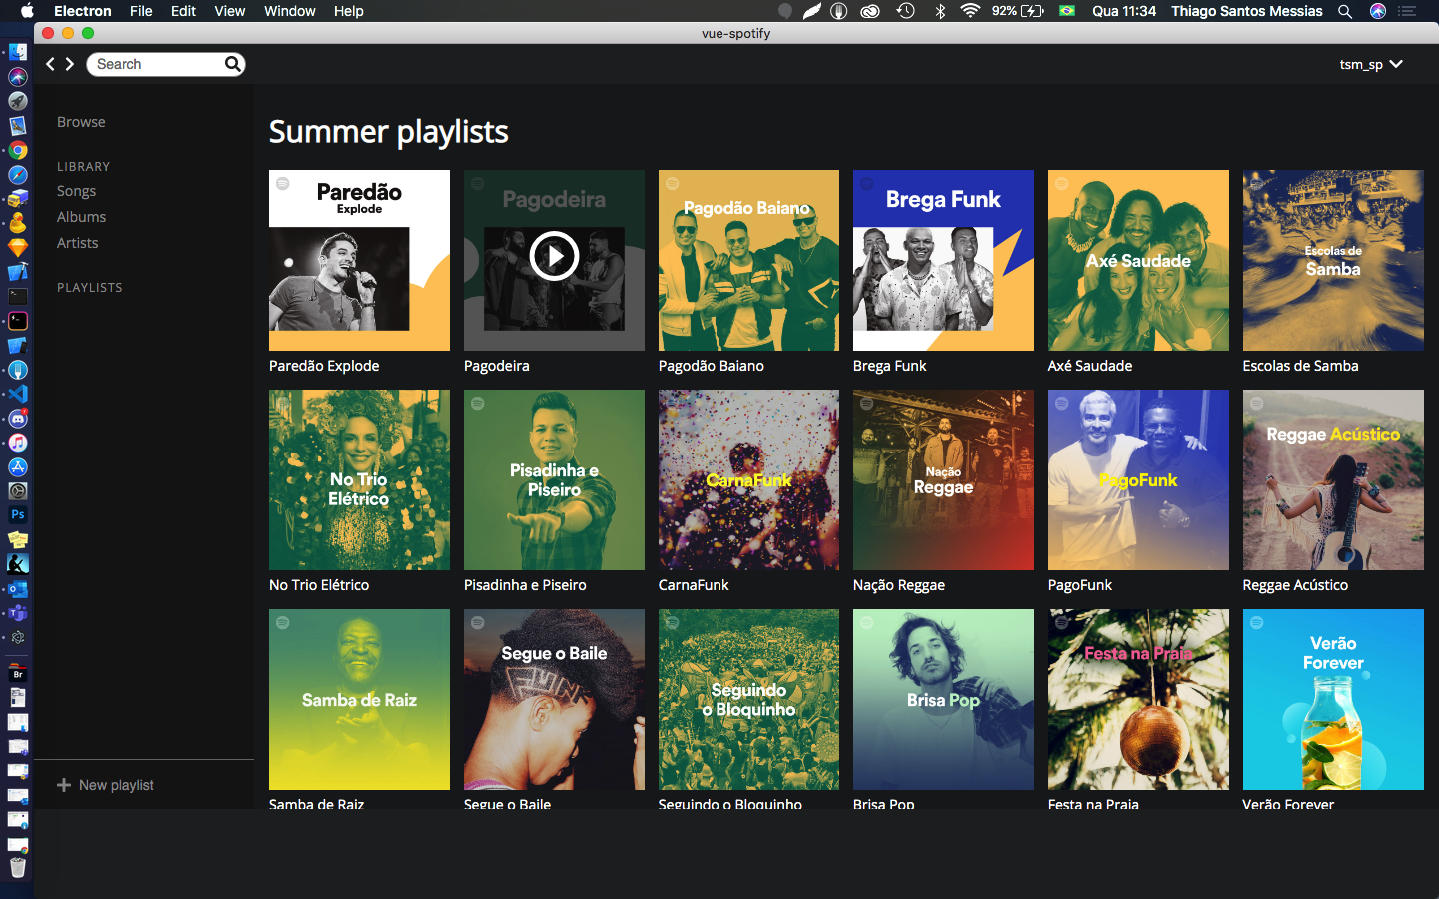 Electron File Edit View Window Help 92% Qua 11:34 Thiago Santos Messias
vue-spotify
Search
tsm_sp
Browse
LIBRARY
Songs
Albums
Artists
PLAYLISTS
New playlist
Summer playlists
Paredão
Explode
Pagodeira
Pagodão Baiano
Brega Funk
Axé Saudade
Escolas de
Samba
Paredão Explode
Pagodeira
Pagodão Baiano
Brega Funk
Axé Saudade
Escolas de Samba
No Trio
Elétrico
Pisadinha e
Piseiro
CarnaFunk
Nação
Reggae
PagoFunk
Reggae Acústico
No Trio Elétrico
Pisadinha e Piseiro
CarnaFunk
Nação Reggae
PagoFunk
Reggae Acústico
Samba de Raiz
Segue o Baile
Seguindo
o Bloquinho
Brisa Pop
Festa na Praia
Verão
Forever
Samba de Raiz
Segue o Baile
Seguindo o Bloquinho
Brisa Pop
Festa na Praia
Verão Forever
Ps
Br